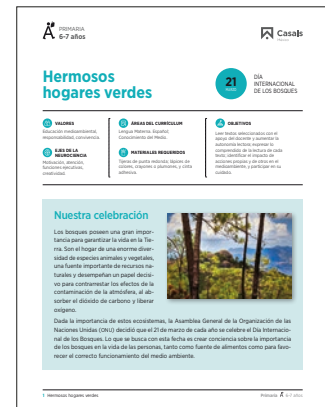 PRIMARIA
6-7 años
Casals
Hermosos
hogares verdes
21
MARZO
DÍA
INTERNACIONAL
DE LOS BOSQUES
VALORES
Educación medioambiental,
responsabilidad, convivencia.
EJES DE LA
NEUROCIENCIA
Motivación, atención,
funciones ejecutivas,
creatividad.
ÁREAS DEL CURRÍCULUM
Lengua Materna. Español;
Conocimiento del Medio.
MATERIALES REQUERIDOS
Tijeras de punta redonda; lápices de
colores, crayones o plumones, y cinta
adhesiva.
OBJETIVOS
Leer textos seleccionados con el
apoyo del docente y aumentar la
autonomía lectora; expresar lo
comprendido de la lectura de cada
texto; identificar el impacto de
acciones propias y de otros en el
medioambiente, y participar en su
cuidado.
Nuestra celebración
Los bosques poseen una gran impor-
tancia para garantizar la vida en la Tie-
rra. Son el hogar de una enorme diver-
sidad de especies animales y vegetales,
una fuente importante de recursos na-
turales y desempeñan un papel decisi-
vo para contrarrestar los efectos de la
contaminación de la atmósfera, al ab-
sorber el dióxido de carbono y liberar
oxígeno.
Dada la importancia de estos ecosistemas, la Asamblea General de la Organización de las
Naciones Unidas (ONU) decidió que el 21 de marzo de cada año se celebre el Día Internacio-
nal de los Bosques. Lo que se busca con esta fecha es crear conciencia sobre la importancia
de los bosques en la vida de las personas, tanto como fuente de alimentos como para favo-
recer el correcto funcionamiento del medio ambiente.
1 Hermosos hogares verdes
Primaria 6-7 años